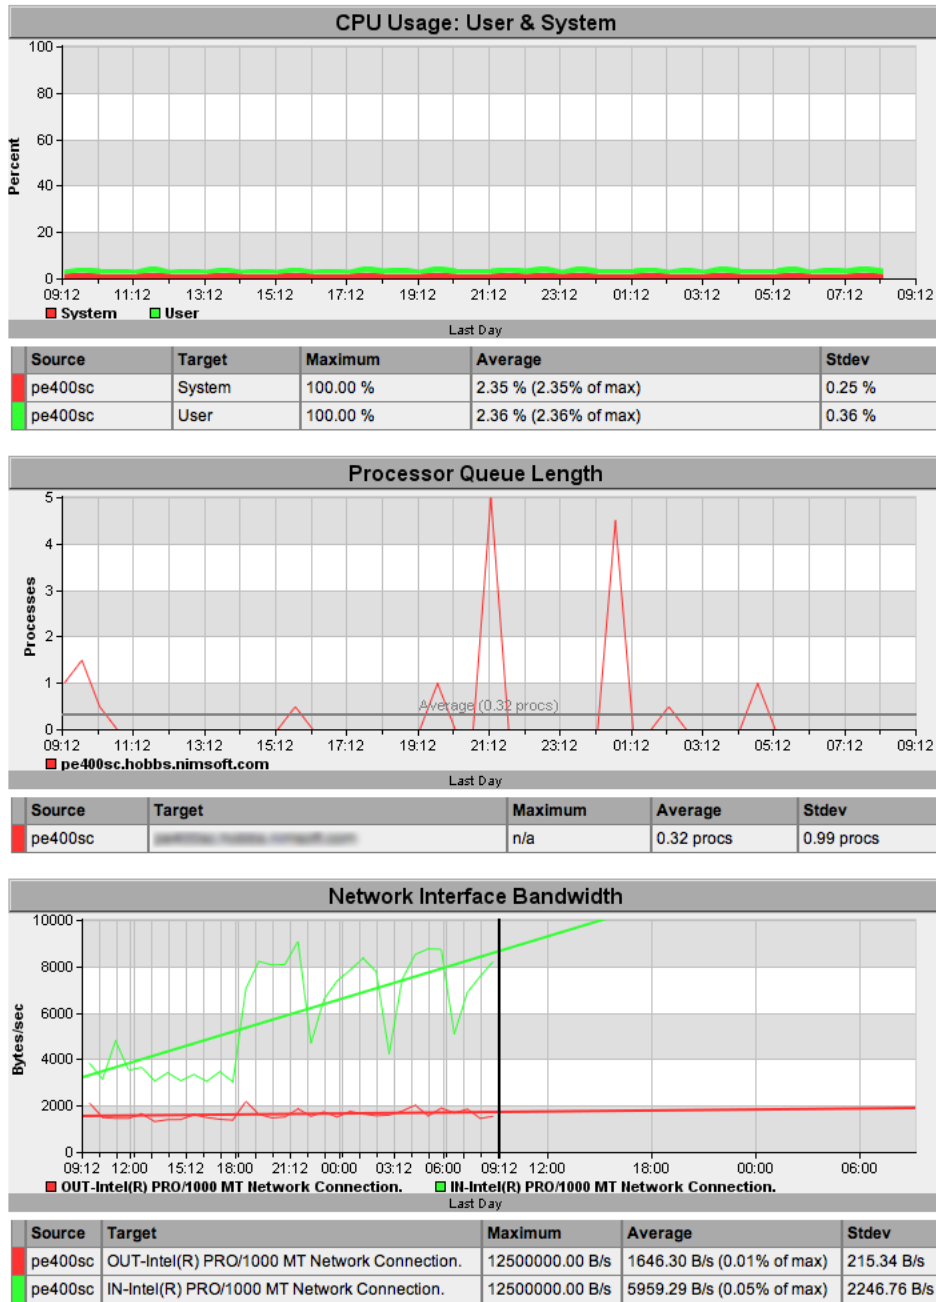 CPU Usage: User & System
100
80
60
40
20
0
Percent
09:12 11:12 13:12 15:12 17:12 19:12 21:12 23:12 01:12 03:12 05:12 07:12 09:12
System User
Last Day
Source Target Maximum Average Stdev
pe400sc System 100.00 % 2.35 % (2.35% of max) 0.25 %
pe400sc User 100.00 % 2.36 % (2.36% of max) 0.36 %
Processor Queue Length
5
4
3
2
1
0
Processes
Average (0.32 procs)
09:12 11:12 13:12 15:12 17:12 19:12 21:12 23:12 01:12 03:12 05:12 07:12 09:12
pe400sc.hobbs.nimsoft.com
Last Day
Source Target Maximum Average Stdev
pe400sc n/a 0.32 procs 0.99 procs
Network Interface Bandwidth
10000
8000
6000
4000
2000
0
Bytes/sec
09:12 12:00 15:12 18:00 21:12 00:00 03:12 06:00 09:12 12:00 18:00 00:00 06:00
OUT-Intel(R) PRO/1000 MT Network Connection. IN-Intel(R) PRO/1000 MT Network Connection.
Last Day
Source Target Maximum Average Stdev
pe400sc OUT-Intel(R) PRO/1000 MT Network Connection. 12500000.00 B/s 1646.30 B/s (0.01% of max) 215.34 B/s
pe400sc IN-Intel(R) PRO/1000 MT Network Connection. 12500000.00 B/s 5959.29 B/s (0.05% of max) 2246.76 B/s